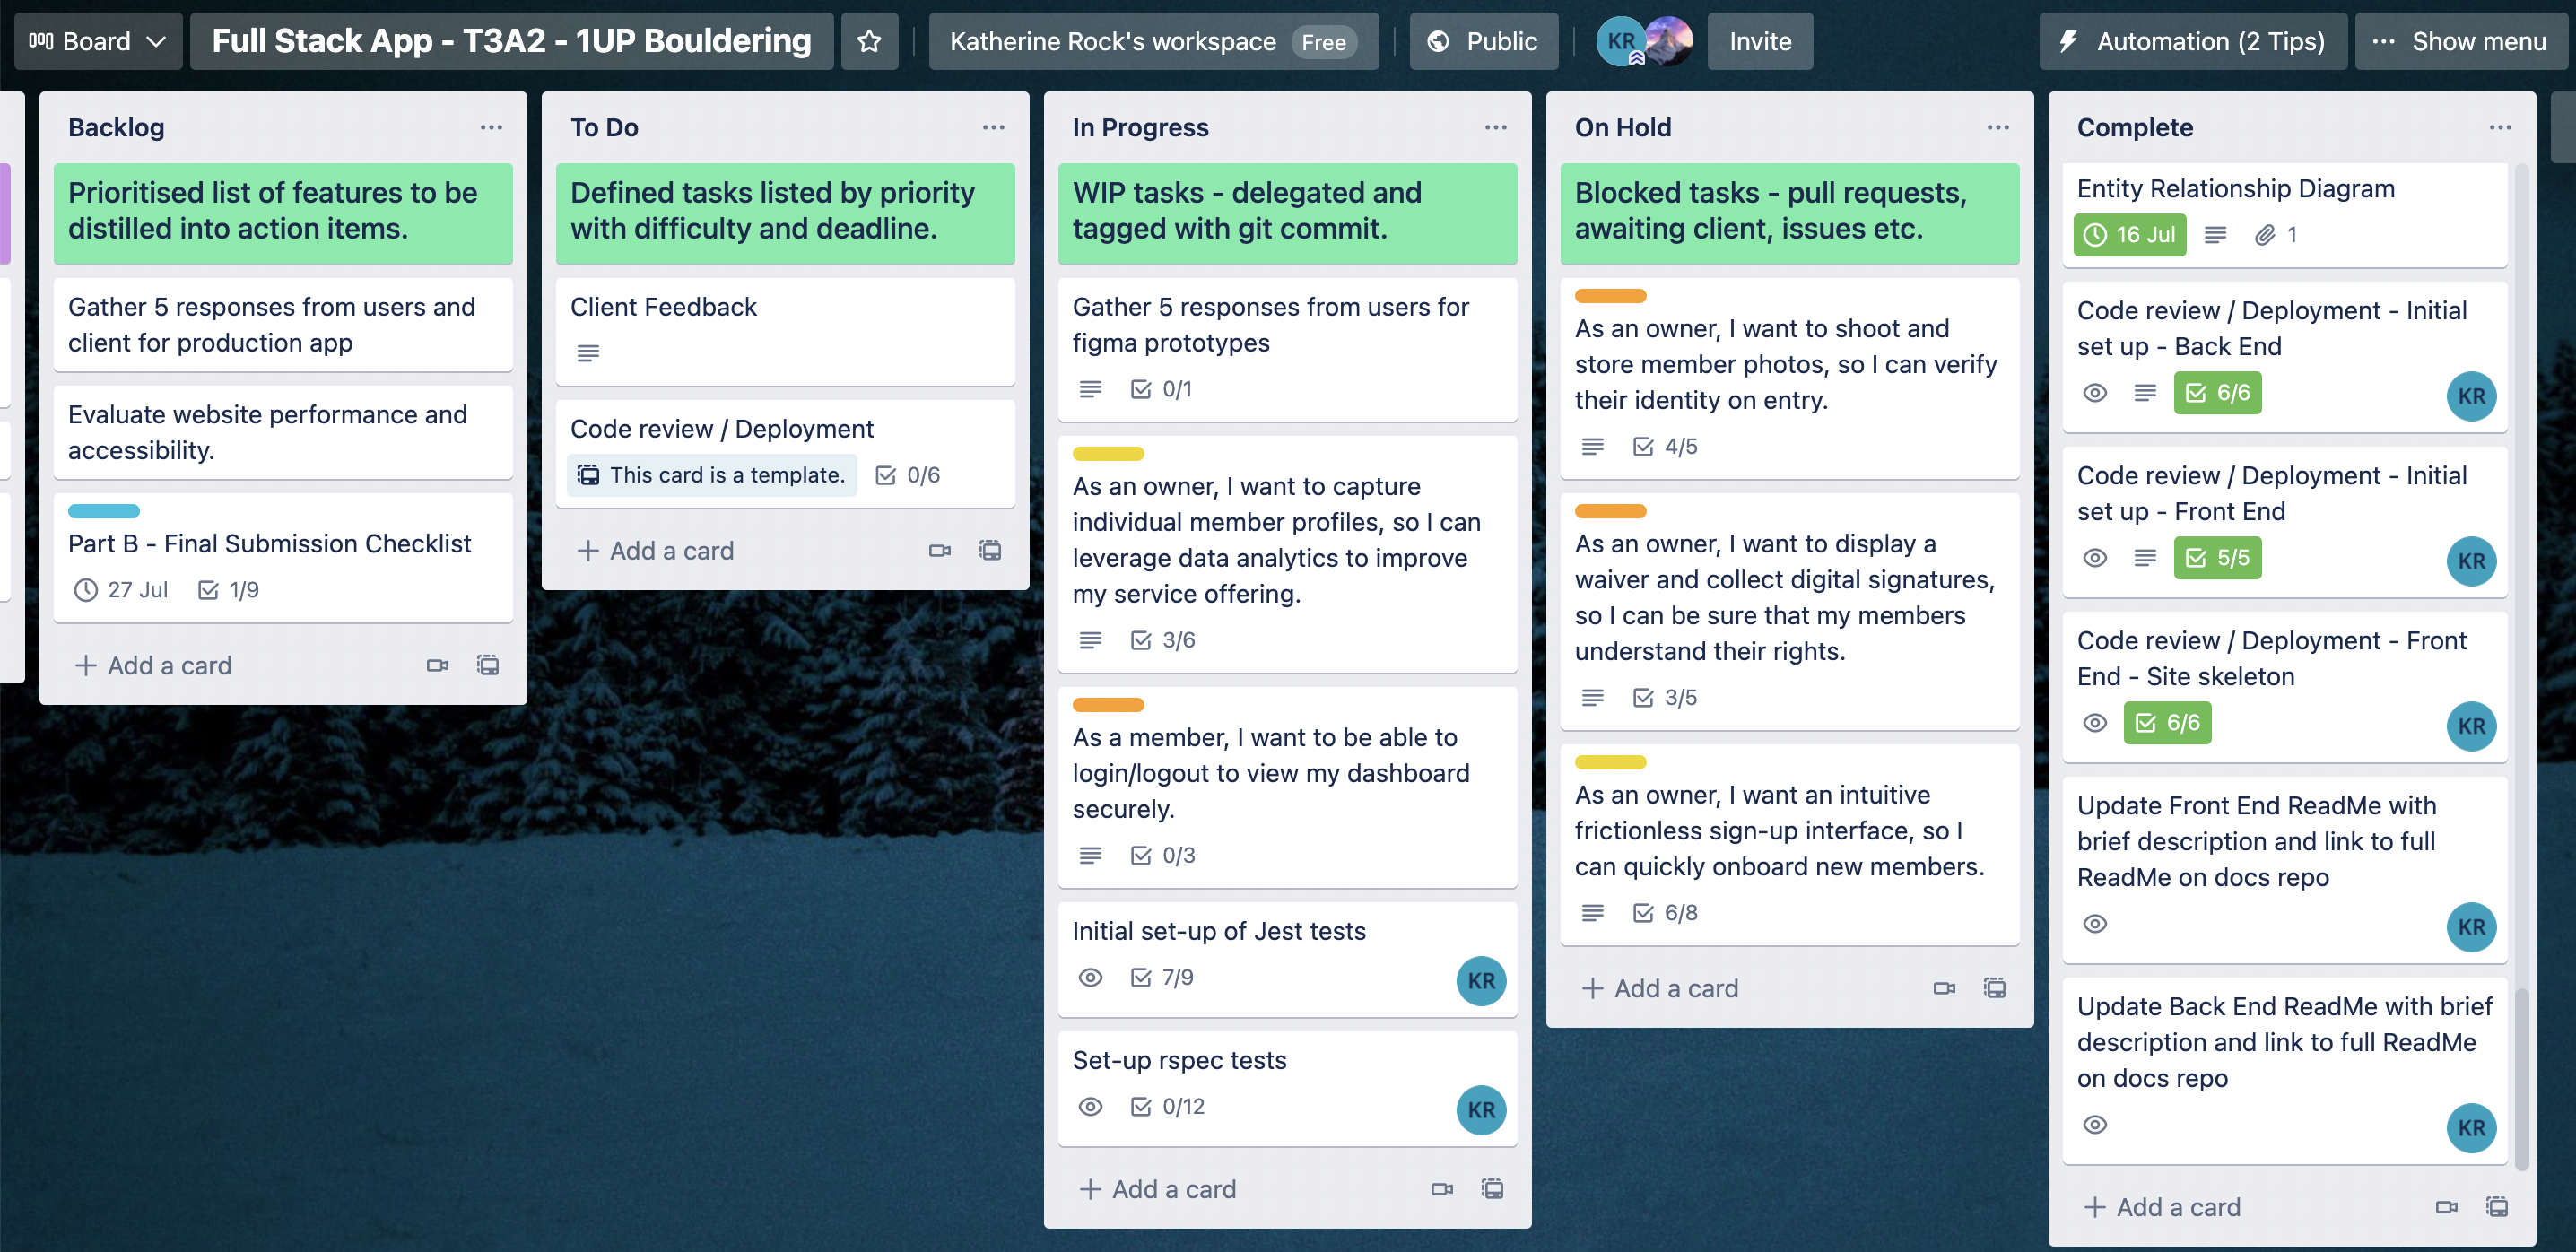 Board
Full Stack App - T3A2 - 1UP Bouldering
Katherine Rock's workspace Free
Public
KR
Invite
Automation (2 Tips)
Show menu
Backlog
Prioritised list of features to be
distilled into action items.
Gather 5 responses from users and
client for production app
Evaluate website performance and
accessibility.
Part B - Final Submission Checklist
27 Jul 1/9
+ Add a card
To Do
Defined tasks listed by priority
with difficulty and deadline.
Client Feedback
Code review / Deployment
This card is a template. 0/6
+ Add a card
In Progress
WIP tasks - delegated and
tagged with git commit.
Gather 5 responses from users for
figma prototypes
0/1
As an owner, I want to capture
individual member profiles, so I can
leverage data analytics to improve
my service offering.
3/6
As a member, I want to be able to
login/logout to view my dashboard
securely.
0/3
Initial set-up of Jest tests
7/9
KR
Set-up rspec tests
0/12
KR
+ Add a card
On Hold
Blocked tasks - pull requests,
awaiting client, issues etc.
As an owner, I want to shoot and
store member photos, so I can verify
their identity on entry.
4/5
As an owner, I want to display a
waiver and collect digital signatures,
so I can be sure that my members
understand their rights.
3/5
As an owner, I want an intuitive
frictionless sign-up interface, so I
can quickly onboard new members.
6/8
+ Add a card
Complete
Entity Relationship Diagram
16 Jul 1
Code review / Deployment - Initial
set up - Back End
6/6
KR
Code review / Deployment - Initial
set up - Front End
5/5
KR
Code review / Deployment - Front
End - Site skeleton
6/6
KR
Update Front End ReadMe with
brief description and link to full
ReadMe on docs repo
KR
Update Back End ReadMe with brief
description and link to full ReadMe
on docs repo
KR
+ Add a card